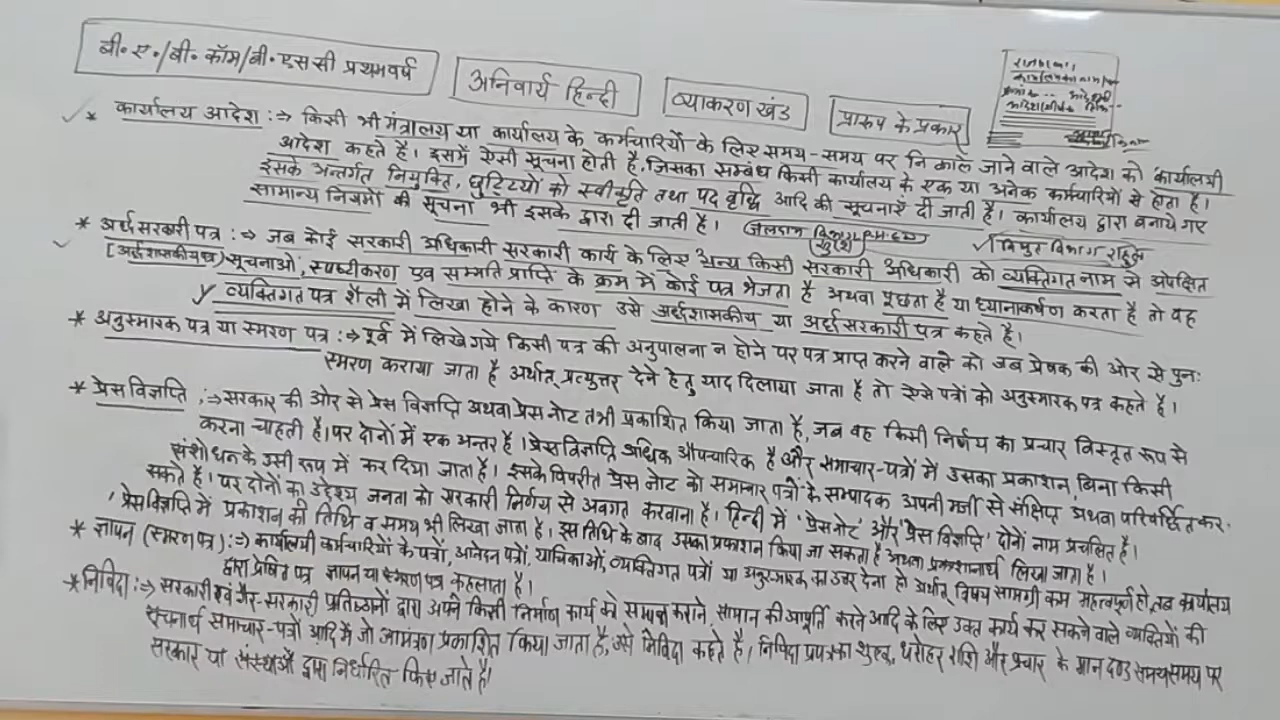 बी.ए./बी.कॉम/बी.एससी प्रथमवर्ष
अनिवार्य हिन्दी
व्याकरण खंड
प्रारूप के प्रकार
* कार्यालय आदेश :⇒ किसी भी मंत्रालय या कार्यालय के कर्मचारियों के लिए समय-समय पर निकाले जाने वाले आदेश को कार्यालयी
आदेश कहते है। इसमें ऐसी सूचना होती है, जिसका सम्बंध किसी कार्यालय के एक या अनेक कर्मचारियों से होता है।
इसके अन्तर्गत नियुक्ति, छुट्टियों को स्वीकृति तथा पद वृद्धि आदि की सूचनाएँ दी जाती है। कार्यालय द्वारा बनाये गए
सामान्य नियमों की सूचना भी इसके द्वारा दी जाती है।
* अर्द्धसरकारी पत्र :⇒ जब कोई सरकारी अधिकारी सरकारी कार्य के लिए अन्य किसी सरकारी अधिकारी को व्यक्तिगत नाम से अपेक्षित
[अर्द्धशासकीय पत्र] सूचनाओं, स्पष्टीकरण एवं सम्मति प्राप्ति के क्रम में कोई पत्र भेजता है अथवा पूछता है या ध्यानाकर्षण करता है तो वह
व्यक्तिगत पत्र शैली में लिखा होने के कारण उसे अर्द्धशासकीय या अर्द्धसरकारी पत्र कहते है।
* अनुस्मारक पत्र या स्मरण पत्र :⇒ पूर्व में लिखे गये किसी पत्र की अनुपालना न होने पर पत्र प्राप्त करने वाले को जब प्रेषक की ओर से पुनः
स्मरण कराया जाता है अर्थात् प्रत्युत्तर देने हेतु याद दिलाया जाता है तो ऐसे पत्रों को अनुस्मारक पत्र कहते है।
* प्रेस विज्ञप्ति :⇒ सरकार की ओर से प्रेस विज्ञप्ति अथवा प्रेस नोट तभी प्रकाशित किया जाता है, जब वह किसी निर्णय का प्रचार विस्तृत रूप से
करना चाहती है। पर दोनों में एक अन्तर है। प्रेस विज्ञप्ति अधिक औपचारिक है और समाचार-पत्रों में उसका प्रकाशन, बिना किसी
संशोधन के उसी रूप में कर दिया जाता है। इसके विपरीत प्रेस नोट को समाचार पत्रों के सम्पादक अपनी मर्जी से संक्षिप्त अथवा परिवर्द्धित कर
सकते है। पर दोनों का उद्देश्य जनता को सरकारी निर्णय से अवगत करवाना है। हिन्दी में 'प्रेस नोट' और 'प्रेस विज्ञप्ति' दोनों नाम प्रचलित है।
प्रेस विज्ञप्ति में प्रकाशन की तिथि व समय भी लिखा जाता है। इस तिथि के बाद उसका प्रकाशन किया जा सकता है अथवा प्रकाशनार्थ लिखा जाता है।
* ज्ञापन (स्मरण पत्र) :⇒ कार्यालयी कर्मचारियों के पत्रों, आवेदन पत्रों, याचिकाओं, व्यक्तिगत पत्रों या अनुस्मारक का उत्तर देना हो अर्थात् विषय सामग्री कम महत्वपूर्ण हो, तब कार्यालय
द्वारा प्रेषित पत्र ज्ञापन या स्मरण पत्र कहलाता है।
* निविदा :⇒ सरकारी एवं गैर-सरकारी प्रतिष्ठानों द्वारा अपने किसी निर्माण कार्य को सम्पन्न कराने, सामान की आपूर्ति करने आदि के लिए उक्त कार्य कर सकने वाले व्यक्तियों की
सूचनार्थ समाचार-पत्रों आदि में जो आमंत्रण प्रकाशित किया जाता है, उसे निविदा कहते है। निविदा प्रपत्र का शुल्क, धरोहर राशि और प्रचार के मानदण्ड समय समय पर
सरकार या संस्थाओं द्वारा निर्धारित किए जाते है।